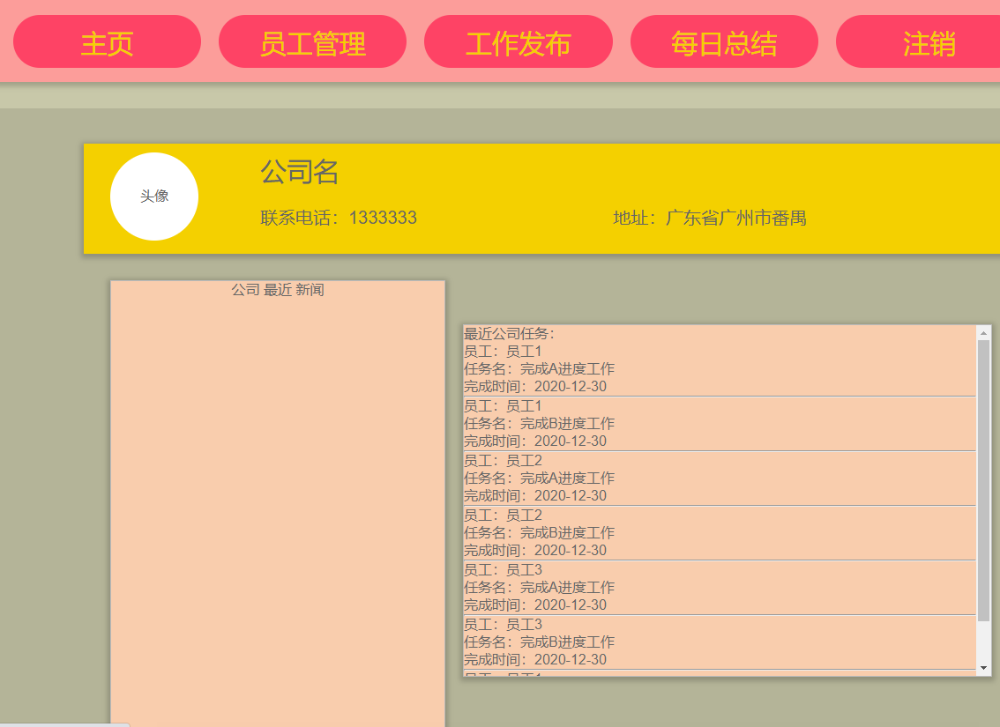 主页 员工管理 工作发布 每日总结 注销
头像
公司名
联系电话：1333333 地址：广东省广州市番禺
公司 最近 新闻
最近公司任务：
员工：员工1
任务名：完成A进度工作
完成时间：2020-12-30
员工：员工1
任务名：完成B进度工作
完成时间：2020-12-30
员工：员工2
任务名：完成A进度工作
完成时间：2020-12-30
员工：员工2
任务名：完成B进度工作
完成时间：2020-12-30
员工：员工3
任务名：完成A进度工作
完成时间：2020-12-30
员工：员工3
任务名：完成B进度工作
完成时间：2020-12-30